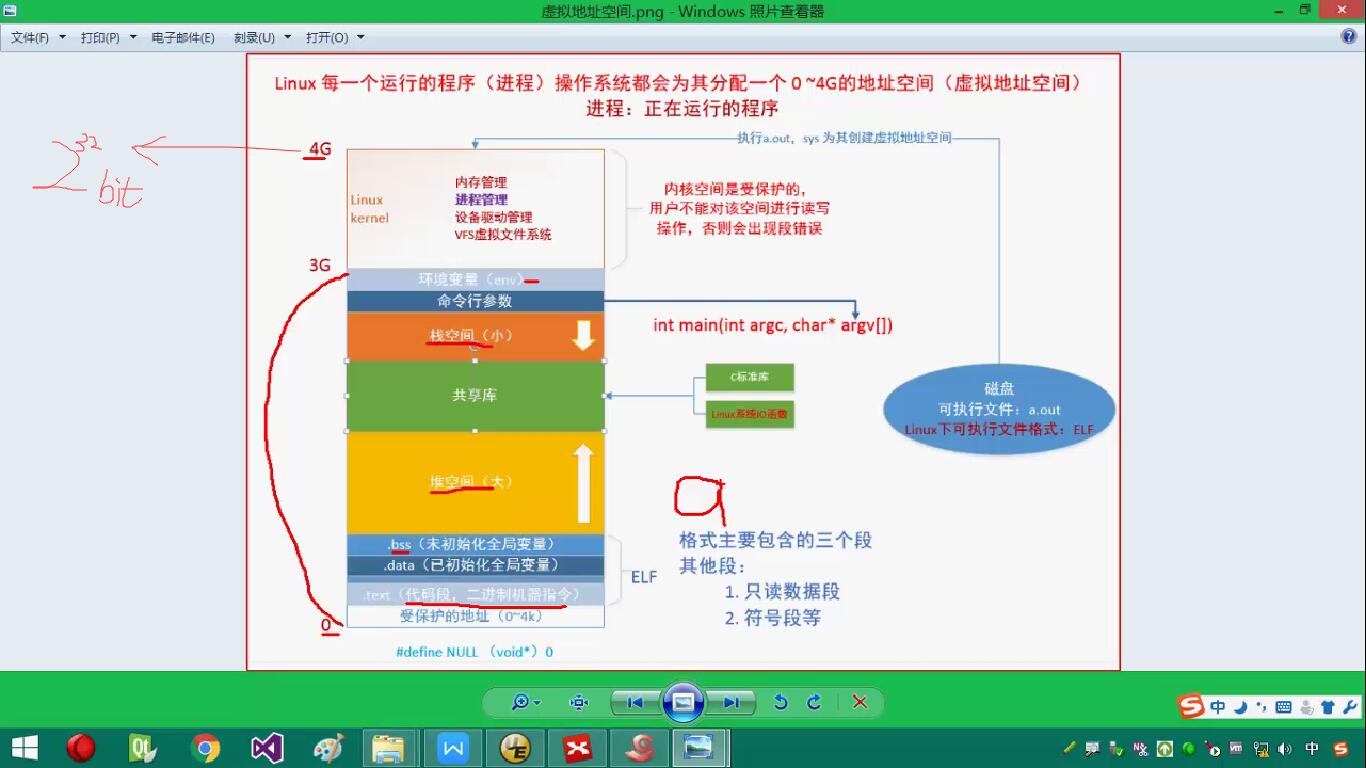 虚拟地址空间.png - Windows 照片查看器
文件(F) 打印(P) 电子邮件(E) 刻录(U) 打开(O)
Linux 每一个运行的程序（进程）操作系统都会为其分配一个 0 ~4G的地址空间（虚拟地址空间）
进程：正在运行的程序
执行a.out，sys 为其创建虚拟地址空间
2 32
bit
4G
Linux
kernel
内存管理
进程管理
设备驱动管理
VFS虚拟文件系统
内核空间是受保护的，
用户不能对该空间进行读写
操作，否则会出现段错误
3G
环境变量（env）
命令行参数
int main(int argc, char* argv[])
栈空间（小）
共享库
C标准库
Linux系统IO函数
磁盘
可执行文件：a.out
Linux下可执行文件格式：ELF
堆空间（大）
.bss（未初始化全局变量）
.data（已初始化全局变量）
.text（代码段，二进制机器指令）
ELF
格式主要包含的三个段
其他段：
1. 只读数据段
2. 符号段等
受保护的地址（0~4k）
0
#define NULL （void*）0
中
中